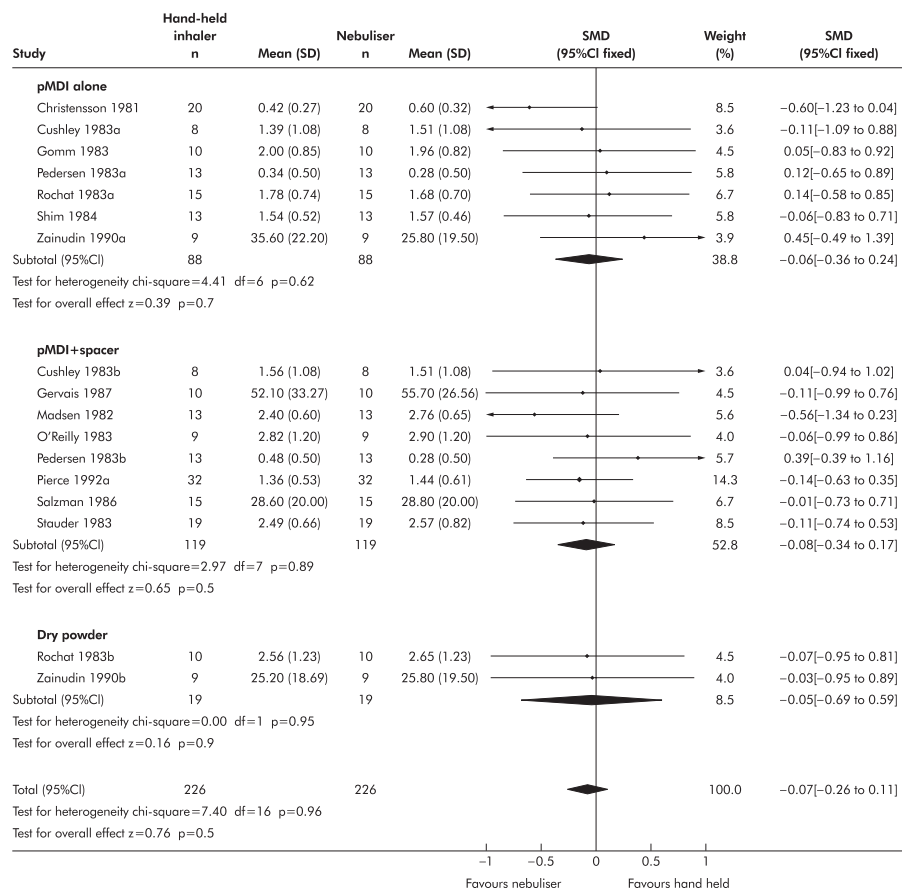 Hand-held
inhaler Nebuliser SMD Weight SMD
Study n Mean (SD) n Mean (SD) (95%CI fixed) (%) (95%CI fixed)
pMDI alone
Christensson 1981 20 0.42 (0.27) 20 0.60 (0.32) 8.5 −0.60[−1.23 to 0.04]
Cushley 1983a 8 1.39 (1.08) 8 1.51 (1.08) 3.6 −0.11[−1.09 to 0.88]
Gomm 1983 10 2.00 (0.85) 10 1.96 (0.82) 4.5 0.05[−0.83 to 0.92]
Pedersen 1983a 13 0.34 (0.50) 13 0.28 (0.50) 5.8 0.12[−0.65 to 0.89]
Rochat 1983a 15 1.78 (0.74) 15 1.68 (0.70) 6.7 0.14[−0.58 to 0.85]
Shim 1984 13 1.54 (0.52) 13 1.57 (0.46) 5.8 −0.06[−0.83 to 0.71]
Zainudin 1990a 9 35.60 (22.20) 9 25.80 (19.50) 3.9 0.45[−0.49 to 1.39]
Subtotal (95%CI) 88 88 38.8 −0.06[−0.36 to 0.24]
Test for heterogeneity chi-square=4.41 df=6 p=0.62
Test for overall effect z=0.39 p=0.7
pMDI+spacer
Cushley 1983b 8 1.56 (1.08) 8 1.51 (1.08) 3.6 0.04[−0.94 to 1.02]
Gervais 1987 10 52.10 (33.27) 10 55.70 (26.56) 4.5 −0.11[−0.99 to 0.76]
Madsen 1982 13 2.40 (0.60) 13 2.76 (0.65) 5.6 −0.56[−1.34 to 0.23]
O'Reilly 1983 9 2.82 (1.20) 9 2.90 (1.20) 4.0 −0.06[−0.99 to 0.86]
Pedersen 1983b 13 0.48 (0.50) 13 0.28 (0.50) 5.7 0.39[−0.39 to 1.16]
Pierce 1992a 32 1.36 (0.53) 32 1.44 (0.61) 14.3 −0.14[−0.63 to 0.35]
Salzman 1986 15 28.60 (20.00) 15 28.80 (20.00) 6.7 −0.01[−0.73 to 0.71]
Stauder 1983 19 2.49 (0.66) 19 2.57 (0.82) 8.5 −0.11[−0.74 to 0.53]
Subtotal (95%CI) 119 119 52.8 −0.08[−0.34 to 0.17]
Test for heterogeneity chi-square=2.97 df=7 p=0.89
Test for overall effect z=0.65 p=0.5
Dry powder
Rochat 1983b 10 2.56 (1.23) 10 2.65 (1.23) 4.5 −0.07[−0.95 to 0.81]
Zainudin 1990b 9 25.20 (18.69) 9 25.80 (19.50) 4.0 −0.03[−0.95 to 0.89]
Subtotal (95%CI) 19 19 8.5 −0.05[−0.69 to 0.59]
Test for heterogeneity chi-square=0.00 df=1 p=0.95
Test for overall effect z=0.16 p=0.9
Total (95%CI) 226 226 100.0 −0.07[−0.26 to 0.11]
Test for heterogeneity chi-square=7.40 df=16 p=0.96
Test for overall effect z=0.76 p=0.5
−1 −0.5 0 0.5 1
Favours nebuliser Favours hand held